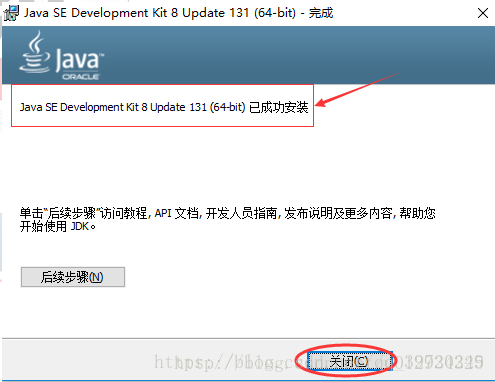 Java SE Development Kit 8 Update 131 (64-bit) - 完成
Java
ORACLE
Java SE Development Kit 8 Update 131 (64-bit) 已成功安装
单击“后续步骤”访问教程, API 文档, 开发人员指南, 发布说明及更多内容, 帮助您
开始使用 JDK。
后续步骤(N)
关闭(C)